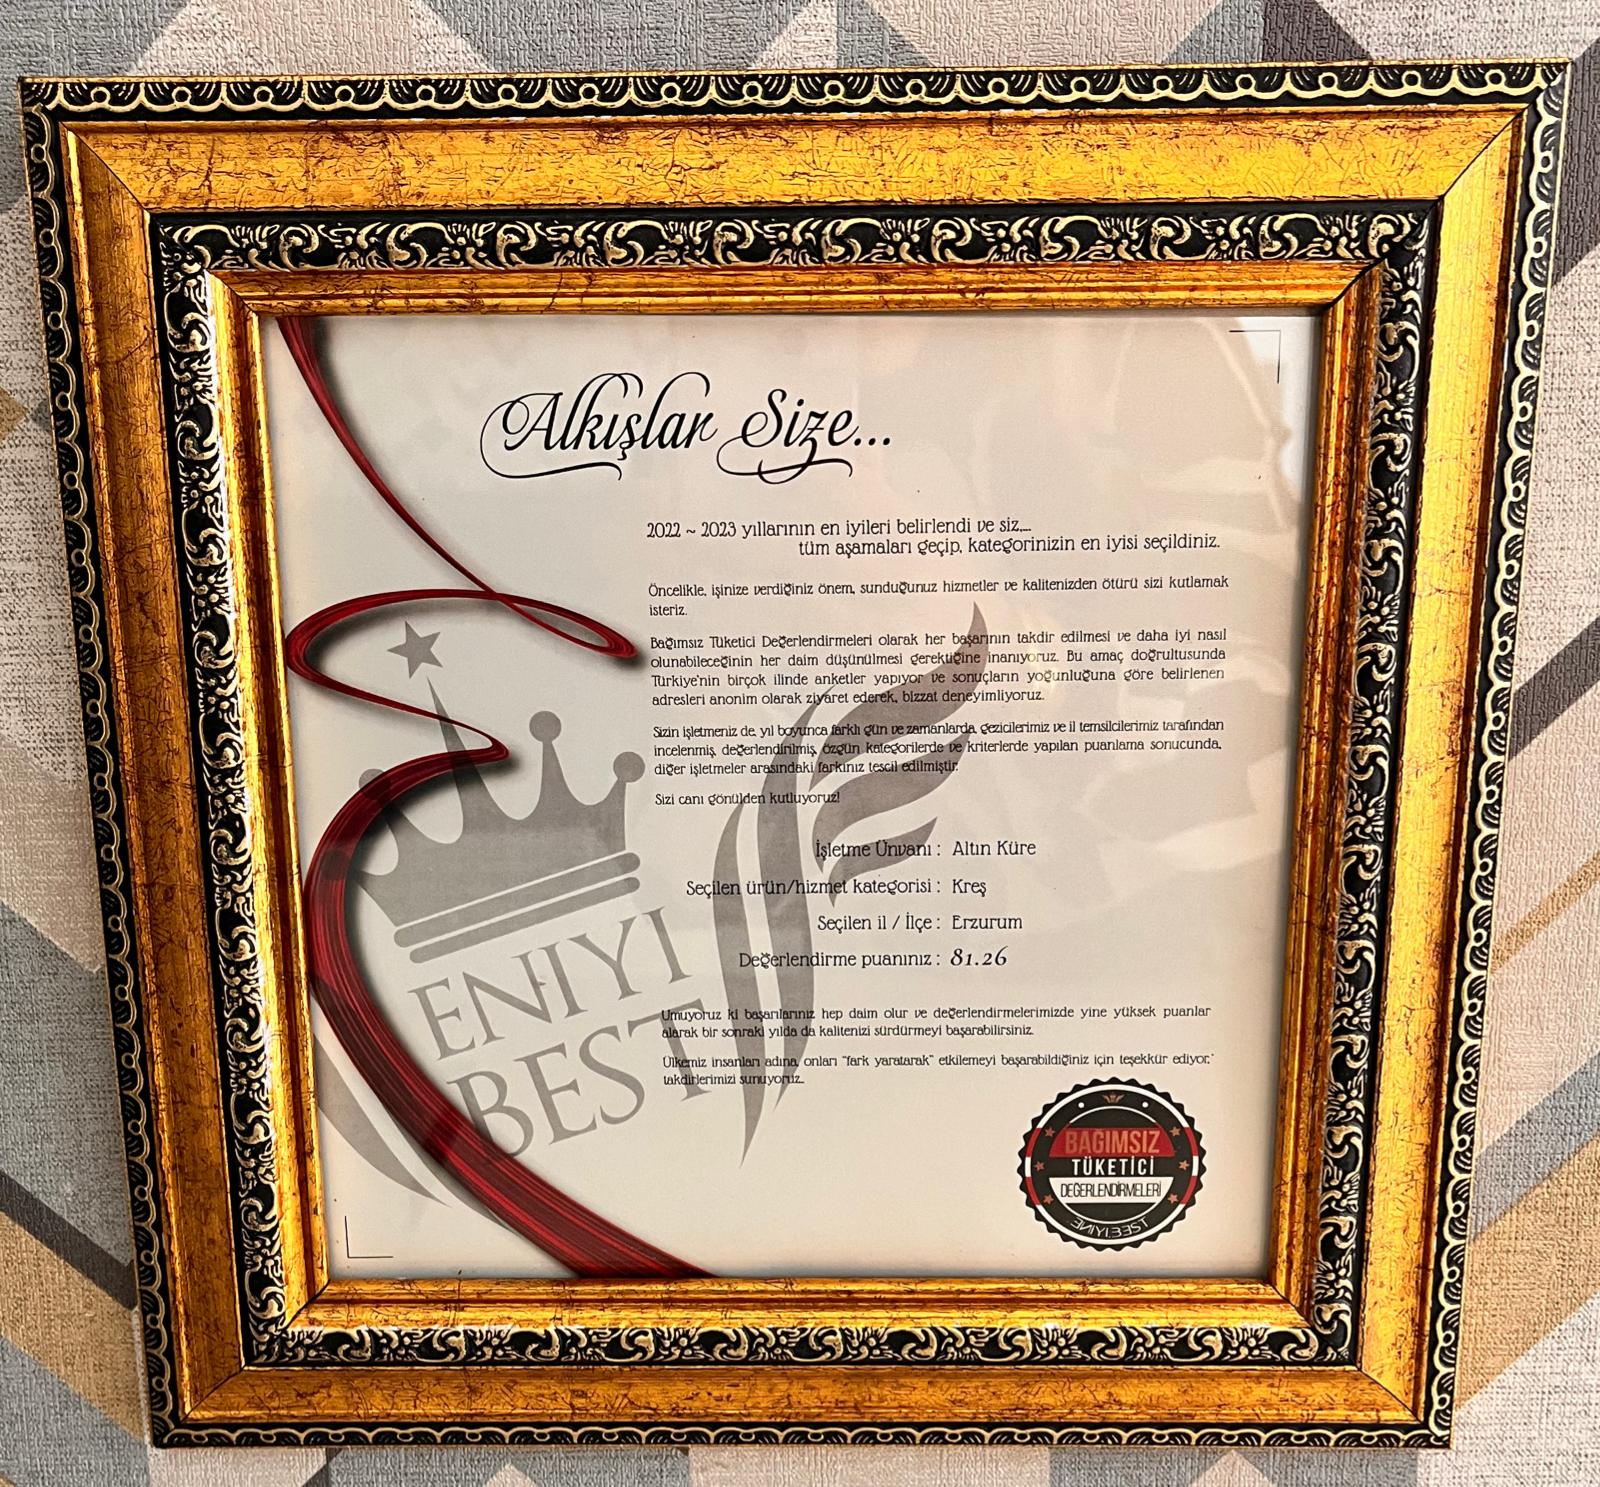 Alkışlar Size...
2022 ~ 2023 yıllarının en iyileri belirlendi ve siz....
tüm aşamaları geçip, kategorinizin en iyisi seçildiniz.
Öncelikle, işinize verdiğiniz önem, sunduğunuz hizmetler ve kalitenizden ötürü sizi kutlamak
isteriz.
Bağımsız Tüketici Değerlendirmeleri olarak her başarının takdir edilmesi ve daha iyi nasıl
olunabileceğinin her daim düşünülmesi gerektiğine inanıyoruz. Bu amaç doğrultusunda
Türkiye'nin birçok ilinde anketler yapıyor ve sonuçların yoğunluğuna göre belirlenen
adresleri anonim olarak ziyaret ederek, bizzat deneyimliyoruz.
Sizin işletmeniz de, yıl boyunca farklı gün ve zamanlarda, gezicilerimiz ve il temsilcilerimiz tarafından
incelenmiş, değerlendirilmiş, özgün kategorilerde ve kriterlerde yapılan puanlama sonucunda,
diğer işletmeler arasındaki farkınız tescil edilmiştir.
Sizi canı gönülden kutluyoruz!
İşletme Ünvanı : Altın Küre
Seçilen ürün/hizmet kategorisi : Kreş
Seçilen il / İlçe : Erzurum
Değerlendirme puanınız : 81.26
ENIYI
BEST
Umuyoruz ki başarılarınız hep daim olur ve değerlendirmelerimizde yine yüksek puanlar
alarak bir sonraki yılda da kalitenizi sürdürmeyi başarabilirsiniz.
Ülkemiz insanları adına, onları "fark yaratarak" etkilemeyi başarabildiğiniz için teşekkür ediyor,
takdirlerimizi sunuyoruz...
BAĞIMSIZ
TÜKETİCİ
DEĞERLENDİRMELERİ
ENIYI.BEST